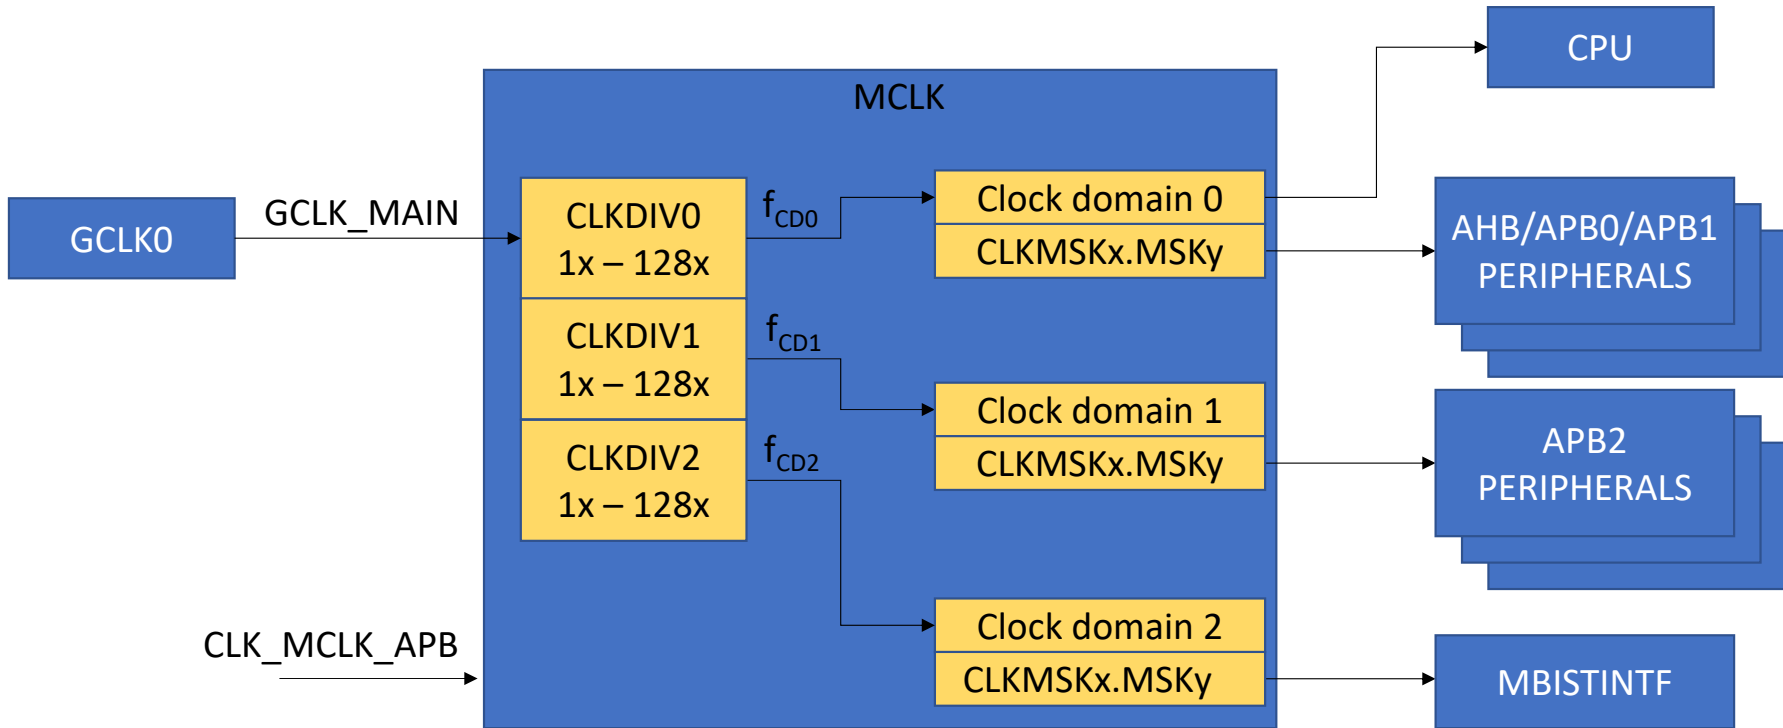 CPU
MCLK
GCLK0
GCLK_MAIN
CLKDIV0
1x – 128x
fCD0
Clock domain 0
CLKMSKx.MSKy
AHB/APB0/APB1
PERIPHERALS
CLKDIV1
1x – 128x
fCD1
Clock domain 1
CLKMSKx.MSKy
APB2
PERIPHERALS
CLKDIV2
1x – 128x
fCD2
Clock domain 2
CLKMSKx.MSKy
MBISTINTF
CLK_MCLK_APB